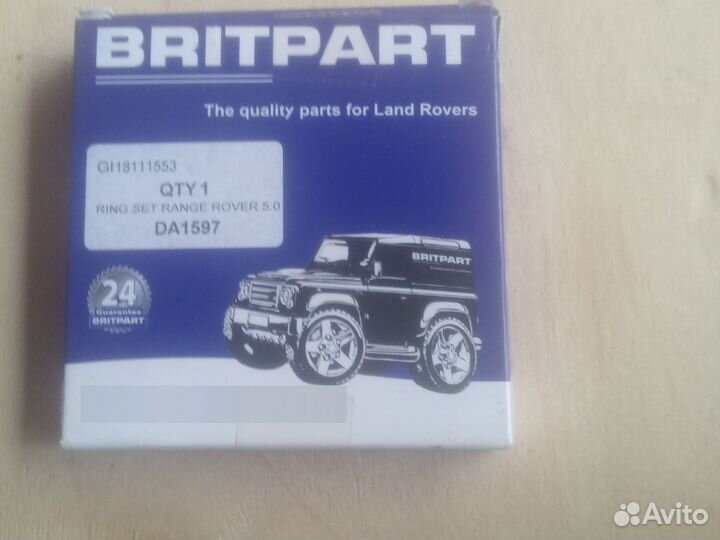 BRITPART
The quality parts for Land Rovers
GI18111553
QTY 1
RING SET RANGE ROVER 5.0
DA1597
BRITPART
24
Guarantee
BRITPART
Avito